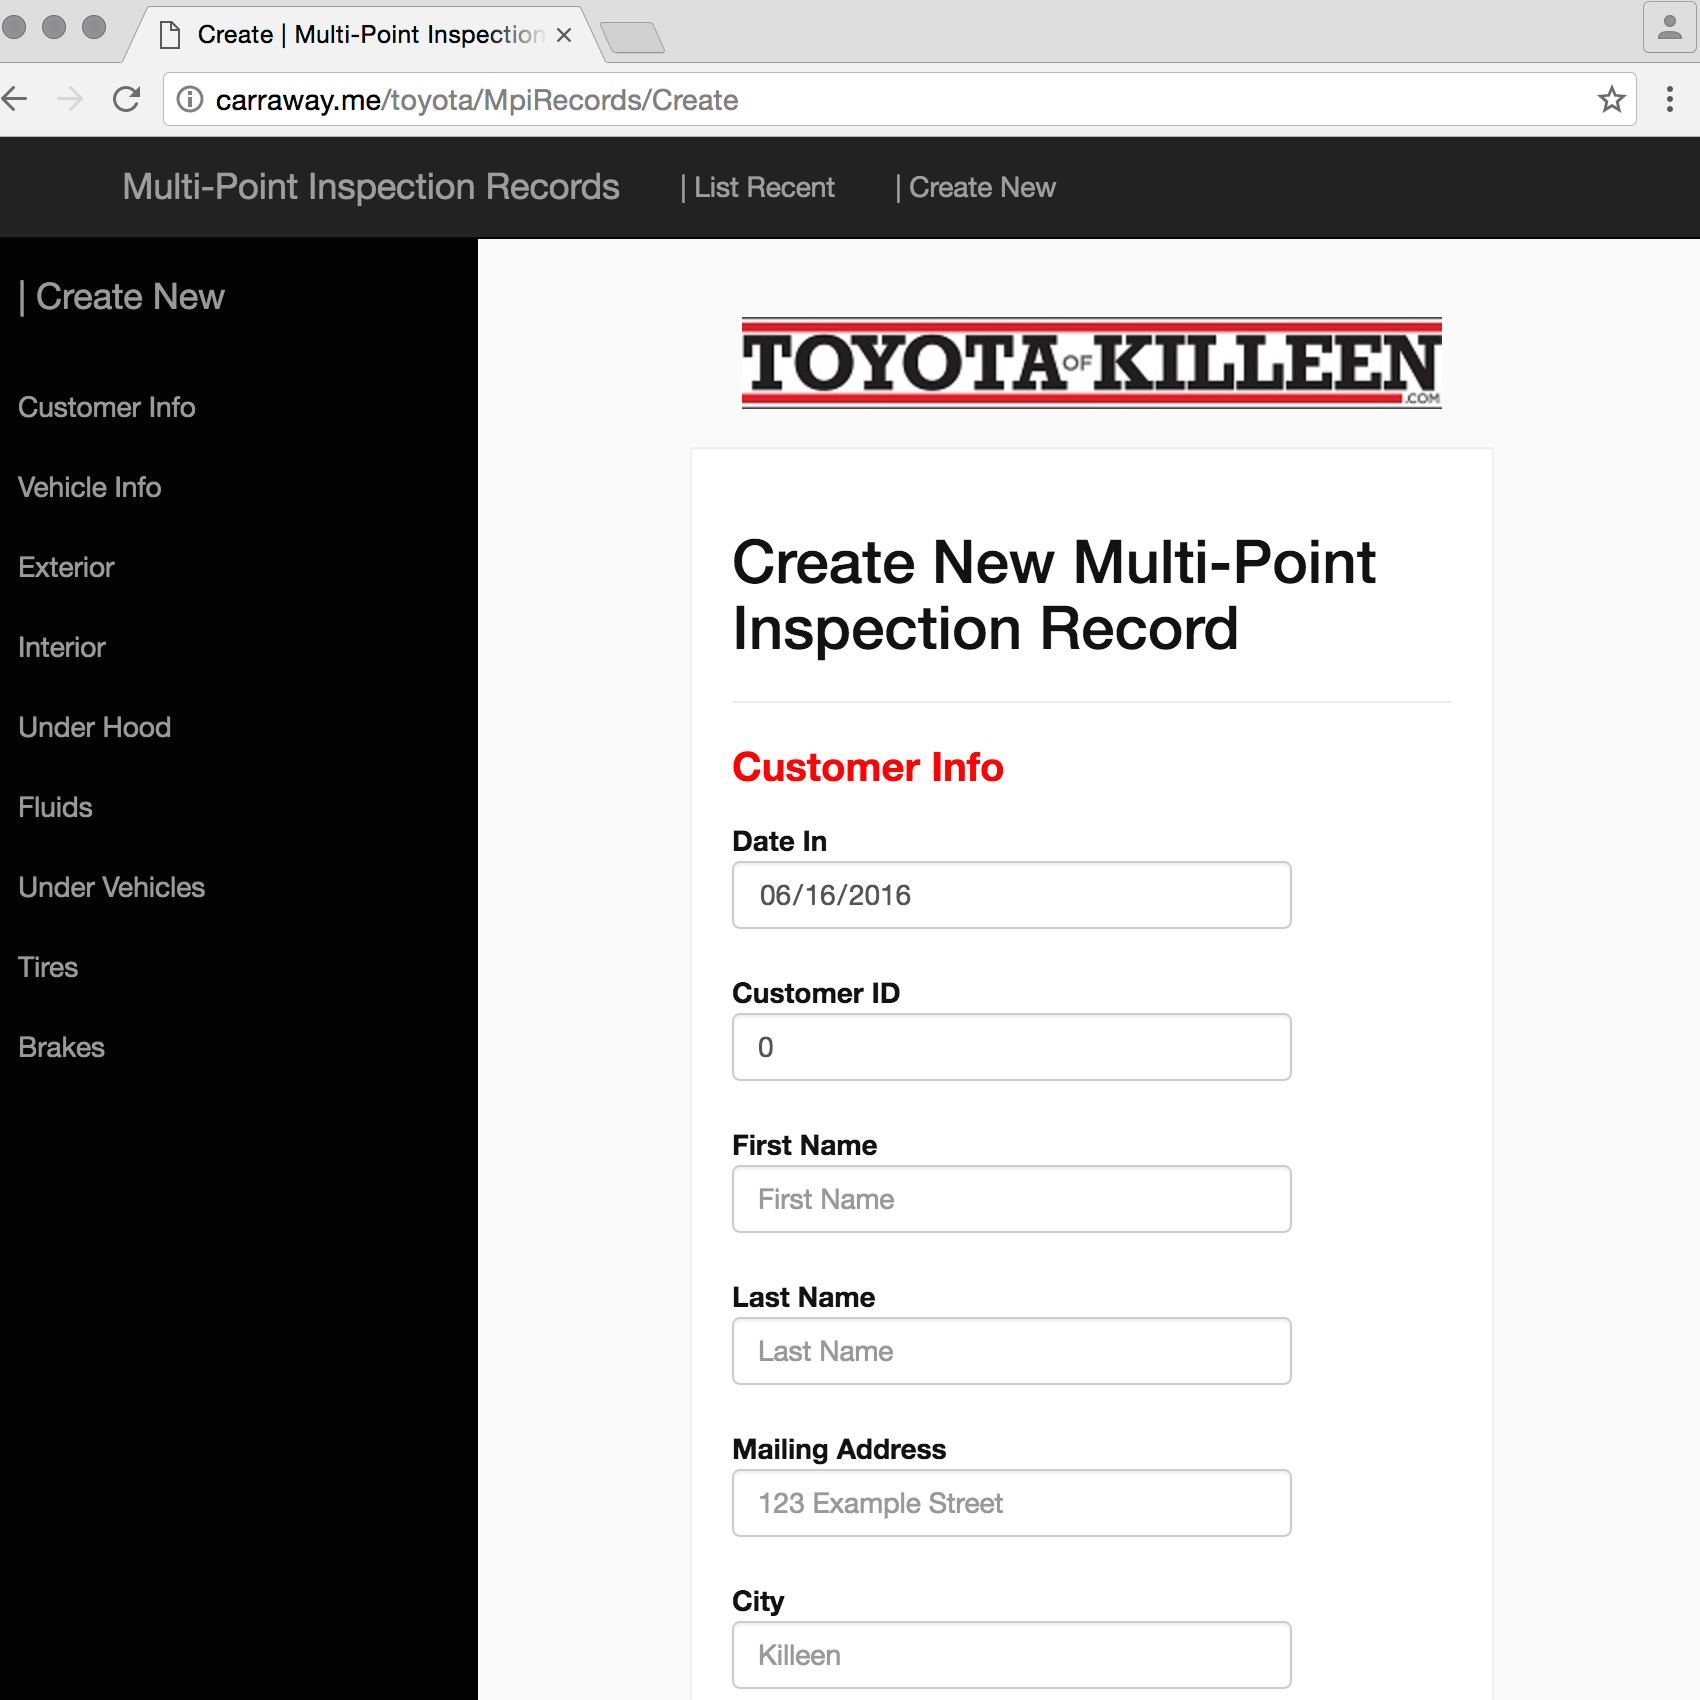 Create | Multi-Point Inspection
carraway.me/toyota/MpiRecords/Create
Multi-Point Inspection Records | List Recent | Create New
| Create New
Customer Info
Vehicle Info
Exterior
Interior
Under Hood
Fluids
Under Vehicles
Tires
Brakes
TOYOTA OF KILLEEN
.COM
Create New Multi-Point
Inspection Record
Customer Info
Date In
06/16/2016
Customer ID
0
First Name
First Name
Last Name
Last Name
Mailing Address
123 Example Street
City
Killeen